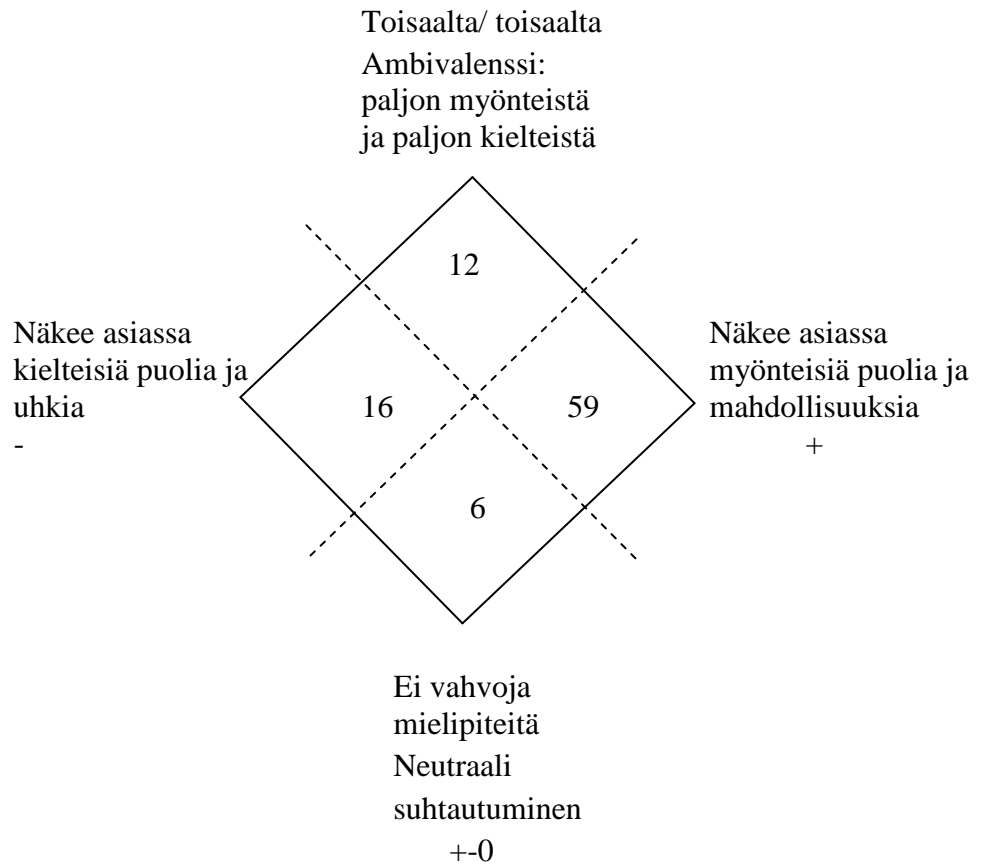 Toisaalta/ toisaalta
Ambivalenssi:
paljon myönteistä
ja paljon kielteistä
12
Näkee asiassa
kielteisiä puolia ja
uhkia
-
16
59
Näkee asiassa
myönteisiä puolia ja
mahdollisuuksia
+
6
Ei vahvoja
mielipiteitä
Neutraali
suhtautuminen
+-0